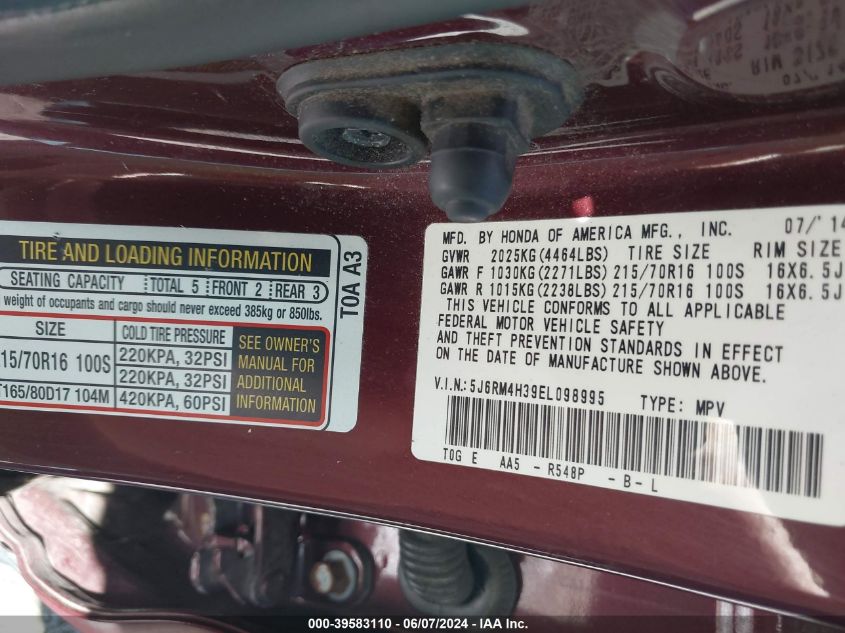 TIRE AND LOADING INFORMATION
SEATING CAPACITY TOTAL 5 FRONT 2 REAR 3
weight of occupants and cargo should never exceed 385kg or 850lbs.
SIZE COLD TIRE PRESSURE
15/70R16 100S 220KPA, 32PSI
220KPA, 32PSI
T165/80D17 104M 420KPA, 60PSI
SEE OWNER'S
MANUAL FOR
ADDITIONAL
INFORMATION
TOA A3
MFD. BY HONDA OF AMERICA MFG., INC. 07/'14
GVWR 2025KG(4464LBS) TIRE SIZE RIM SIZE
GAWR F 1030KG(2271LBS) 215/70R16 100S 16X6.5J
GAWR R 1015KG(2238LBS) 215/70R16 100S 16X6.5J
THIS VEHICLE CONFORMS TO ALL APPLICABLE
FEDERAL MOTOR VEHICLE SAFETY
AND THEFT PREVENTION STANDARDS IN EFFECT
ON THE DATE OF MANUFACTURE SHOWN ABOVE.
V.I.N.: 5J6RM4H39EL098995 TYPE: MPV
TOG E AA5 - R548P - B - L
000-39583110 | 06/07/2024 - IAA Inc.